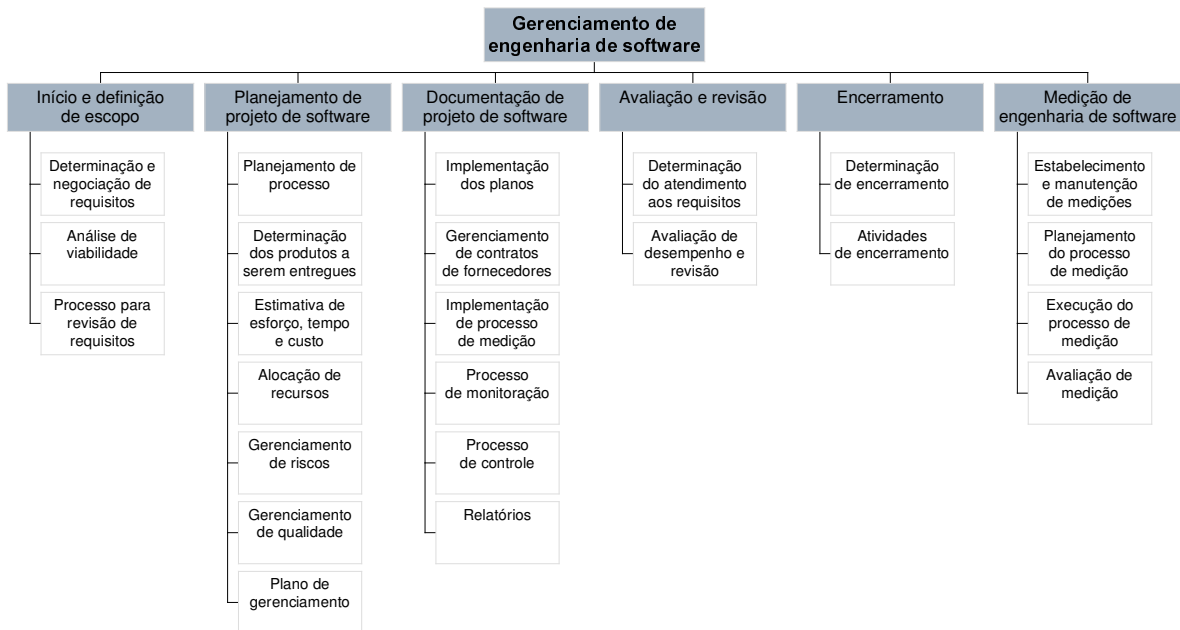 Gerenciamento de
engenharia de software
Início e definição
de escopo
Determinação e
negociação de
requisitos
Análise de
viabilidade
Processo para
revisão de
requisitos
Planejamento de
projeto de software
Planejamento de
processo
Determinação
dos produtos a
serem entregues
Estimativa de
esforço, tempo
e custo
Alocação de
recursos
Gerenciamento
de riscos
Gerenciamento
de qualidade
Plano de
gerenciamento
Documentação de
projeto de software
Implementação
dos planos
Gerenciamento
de contratos
de fornecedores
Implementação
de processo
de medição
Processo
de monitoração
Processo
de controle
Relatórios
Avaliação e revisão
Determinação
do atendimento
aos requisitos
Avaliação de
desempenho e
revisão
Encerramento
Determinação
de encerramento
Atividades
de encerramento
Medição de
engenharia de software
Estabelecimento
e manutenção
de medições
Planejamento
do processo
de medição
Execução do
processo de
medição
Avaliação de
medição